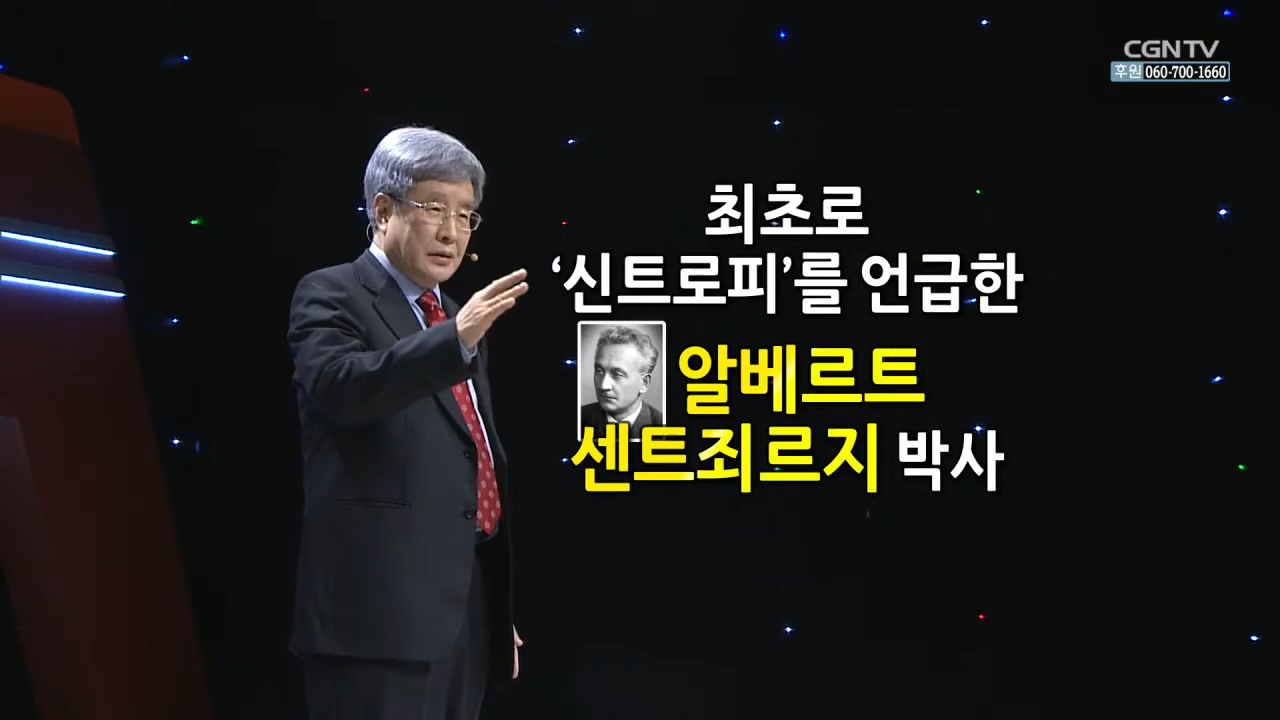 CGNTV
후원 060-700-1660
최초로
‘신트로피’를 언급한
알베르트
센트죄르지 박사